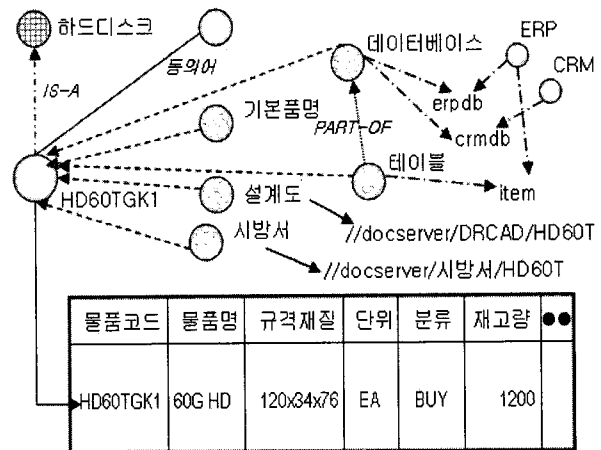 하드디스크
동의어
데이터베이스
ERP
CRM
IS-A
기본품명
PART-OF
erpdb
crmdb
HD60TGK1
설계도
테이블
item
시방서
//docserver/DRCAD/HD60T
//docserver/시방서/HD60T
물품코드 물품명 규격재질 단위 분류 재고량
HD60TGK1 60G HD 120x34x76 EA BUY 1200